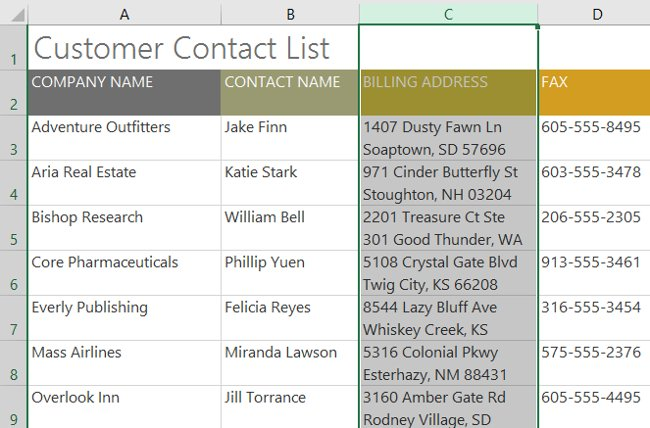 A B C D
1 Customer Contact List
2 COMPANY NAME CONTACT NAME BILLING ADDRESS FAX
Adventure Outfitters Jake Finn 1407 Dusty Fawn Ln 605-555-8495
3 Soaptown, SD 57696
Aria Real Estate Katie Stark 971 Cinder Butterfly St 603-555-3478
4 Stoughton, NH 03204
Bishop Research William Bell 2201 Treasure Ct Ste 206-555-2305
5 301 Good Thunder, WA
Core Pharmaceuticals Phillip Yuen 5108 Crystal Gate Blvd 913-555-3461
6 Twig City, KS 66208
Everly Publishing Felicia Reyes 8544 Lazy Bluff Ave 316-555-3454
7 Whiskey Creek, KS
Mass Airlines Miranda Lawson 5316 Colonial Pkwy 575-555-2376
8 Esterhazy, NM 88431
Overlook Inn Jill Torrance 3160 Amber Gate Rd 605-555-4495
9 Rodney Village, SD